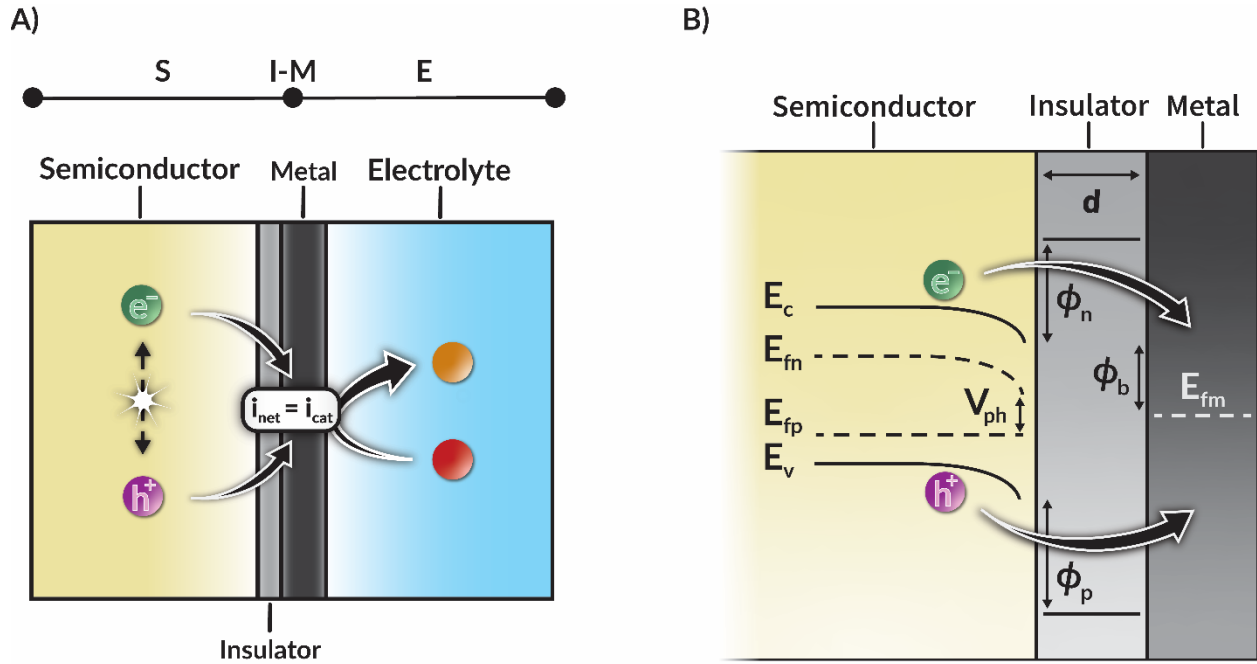 A)
S I-M E
Semiconductor Metal Electrolyte
e⁻
i_net = i_cat
h⁺
Insulator
B)
Semiconductor Insulator Metal
d
e⁻
E_c
ϕ_n
E_fn
ϕ_b
E_fm
V_ph
E_fp
E_v
h⁺
ϕ_p